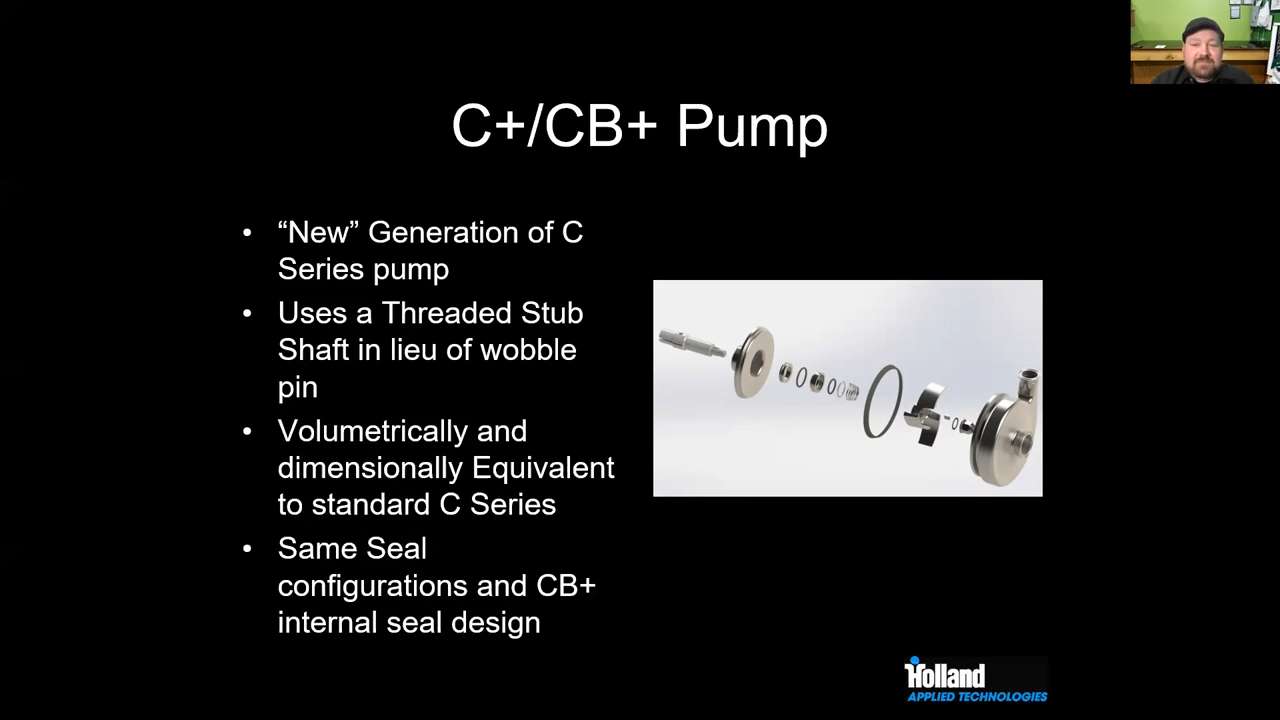 C+/CB+ Pump
• “New” Generation of C
Series pump
• Uses a Threaded Stub
Shaft in lieu of wobble
pin
• Volumetrically and
dimensionally Equivalent
to standard C Series
• Same Seal
configurations and CB+
internal seal design
Holland
APPLIED TECHNOLOGIES